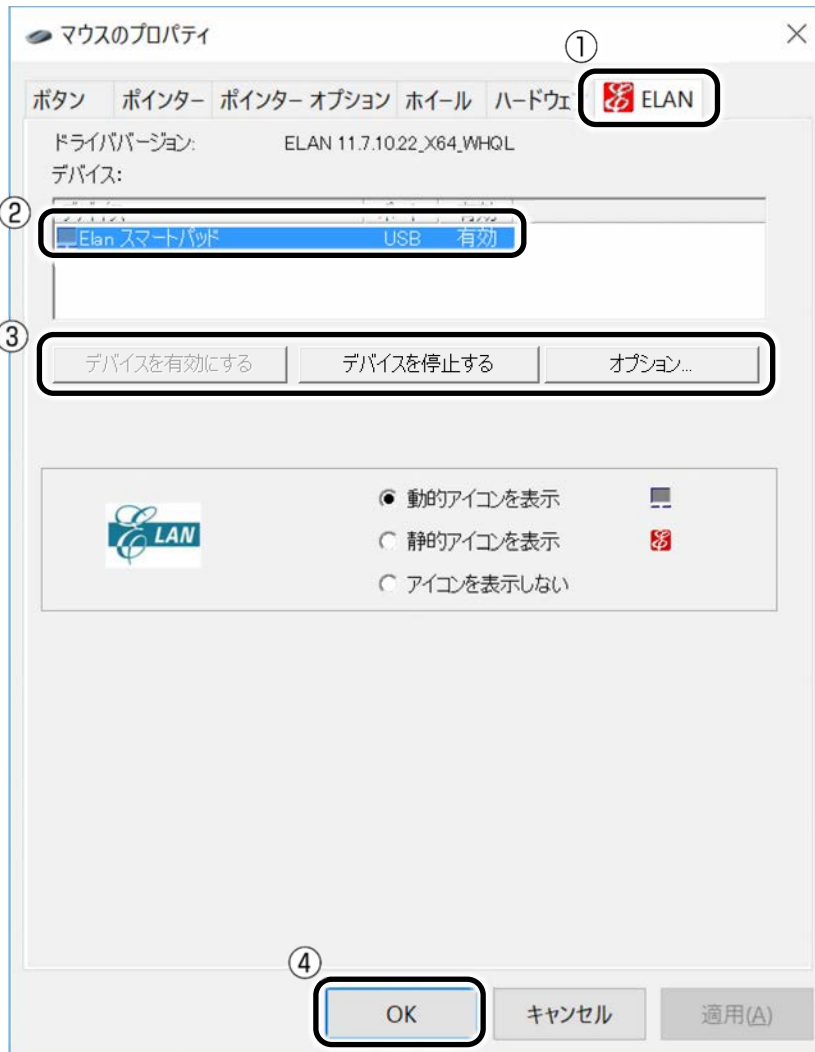 マウスのプロパティ
①
ボタン ポインター ポインター オプション ホイール ハードウェ ELAN
ドライババージョン: ELAN 11.7.10.22_X64_WHQL
デバイス:
②
Elan スマートパッド USB 有効
③
デバイスを有効にする デバイスを停止する オプション...
ELAN
動的アイコンを表示
静的アイコンを表示
アイコンを表示しない
④
OK キャンセル 適用(A)